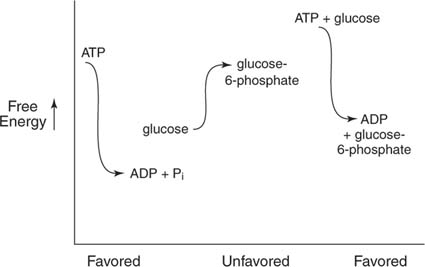 Free
Energy
ATP
ADP + Pi
glucose
glucose-
6-phosphate
ATP + glucose
ADP
+ glucose-
6-phosphate
Favored
Unfavored
Favored